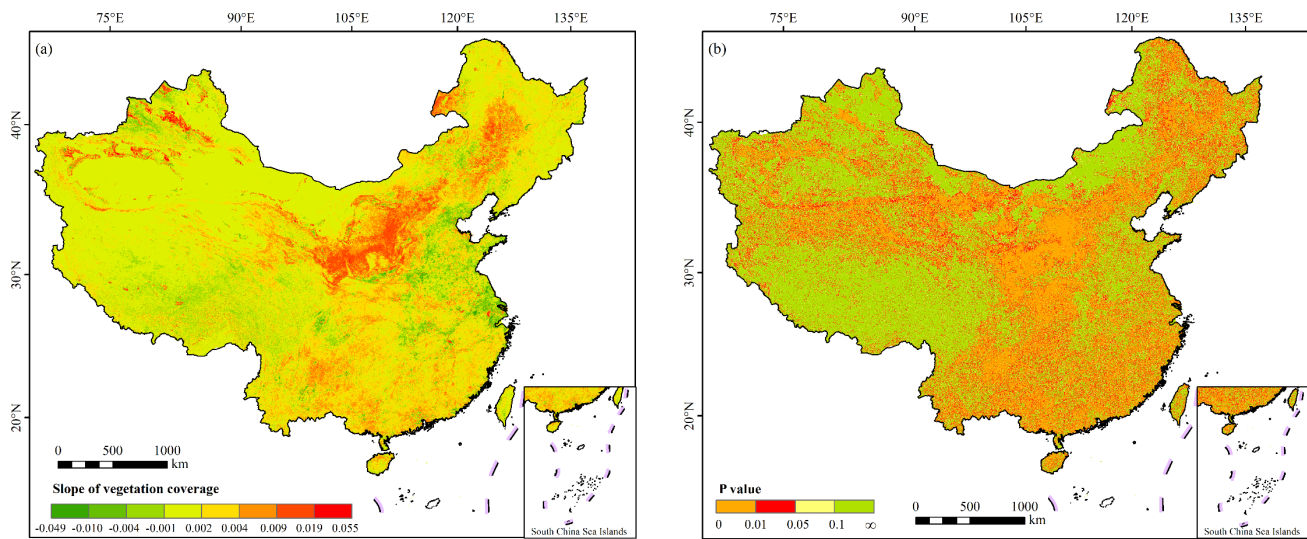 75°E 90°E 105°E 120°E 135°E
(a)
40°N
30°N
20°N
0 500 1000
km
Slope of vegetation coverage
-0.049 -0.010 -0.004 -0.001 0.002 0.004 0.009 0.019 0.055
South China Sea Islands
75°E 90°E 105°E 120°E 135°E
(b)
40°N
30°N
20°N
P value
0 0.01 0.05 0.1 ∞
0 500 1000
km
South China Sea Islands